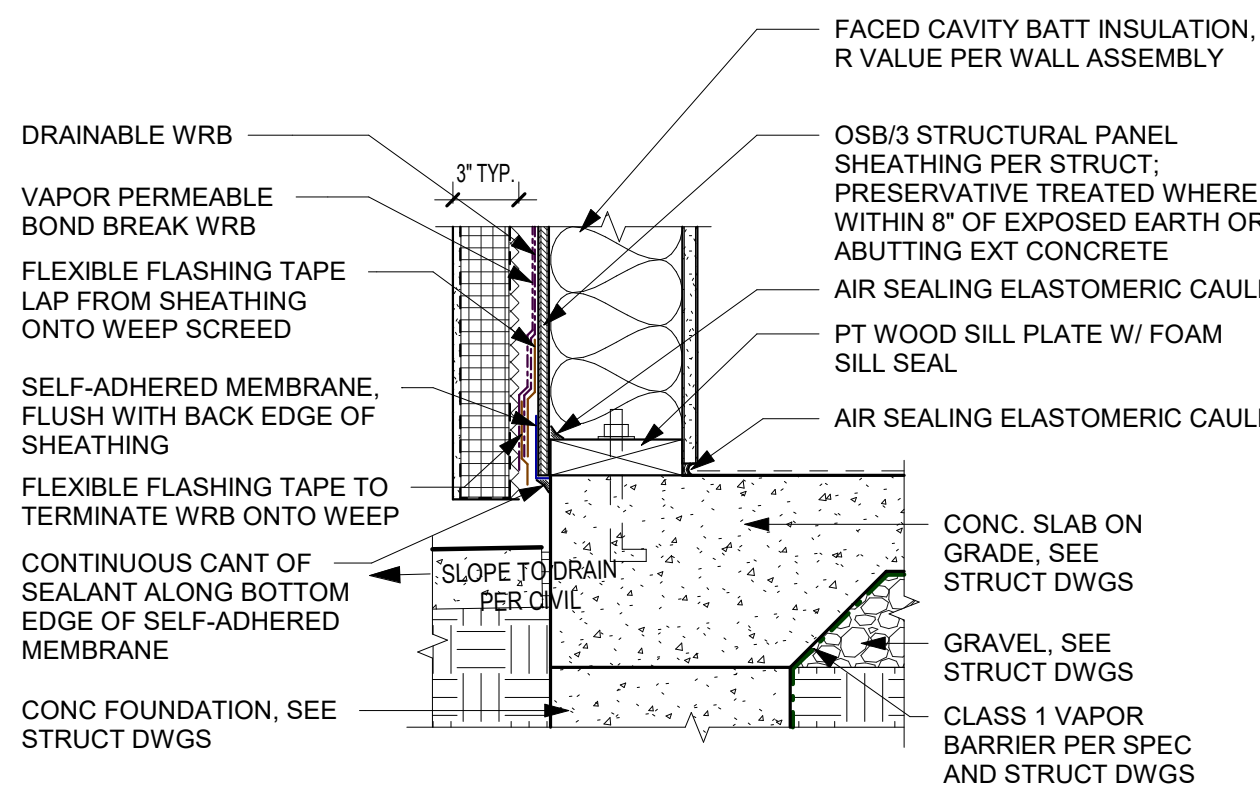 DRAINABLE WRB
VAPOR PERMEABLE
BOND BREAK WRB
FLEXIBLE FLASHING TAPE
LAP FROM SHEATHING
ONTO WEEP SCREED
SELF-ADHERED MEMBRANE,
FLUSH WITH BACK EDGE OF
SHEATHING
FLEXIBLE FLASHING TAPE TO
TERMINATE WRB ONTO WEEP
CONTINUOUS CANT OF
SEALANT ALONG BOTTOM
EDGE OF SELF-ADHERED
MEMBRANE
CONC FOUNDATION, SEE
STRUCT DWGS
3" TYP.
SLOPE TO DRAIN
PER CIVIL
FACED CAVITY BATT INSULATION,
R VALUE PER WALL ASSEMBLY
OSB/3 STRUCTURAL PANEL
SHEATHING PER STRUCT;
PRESERVATIVE TREATED WHERE
WITHIN 8" OF EXPOSED EARTH OR
ABUTTING EXT CONCRETE
AIR SEALING ELASTOMERIC
PT WOOD SILL PLATE W/ FOAM
SILL SEAL
AIR SEALING ELASTOMERIC
CONC. SLAB ON
GRADE, SEE
STRUCT DWGS
GRAVEL, SEE
STRUCT DWGS
CLASS 1 VAPOR
BARRIER PER SPEC
AND STRUCT DWGS